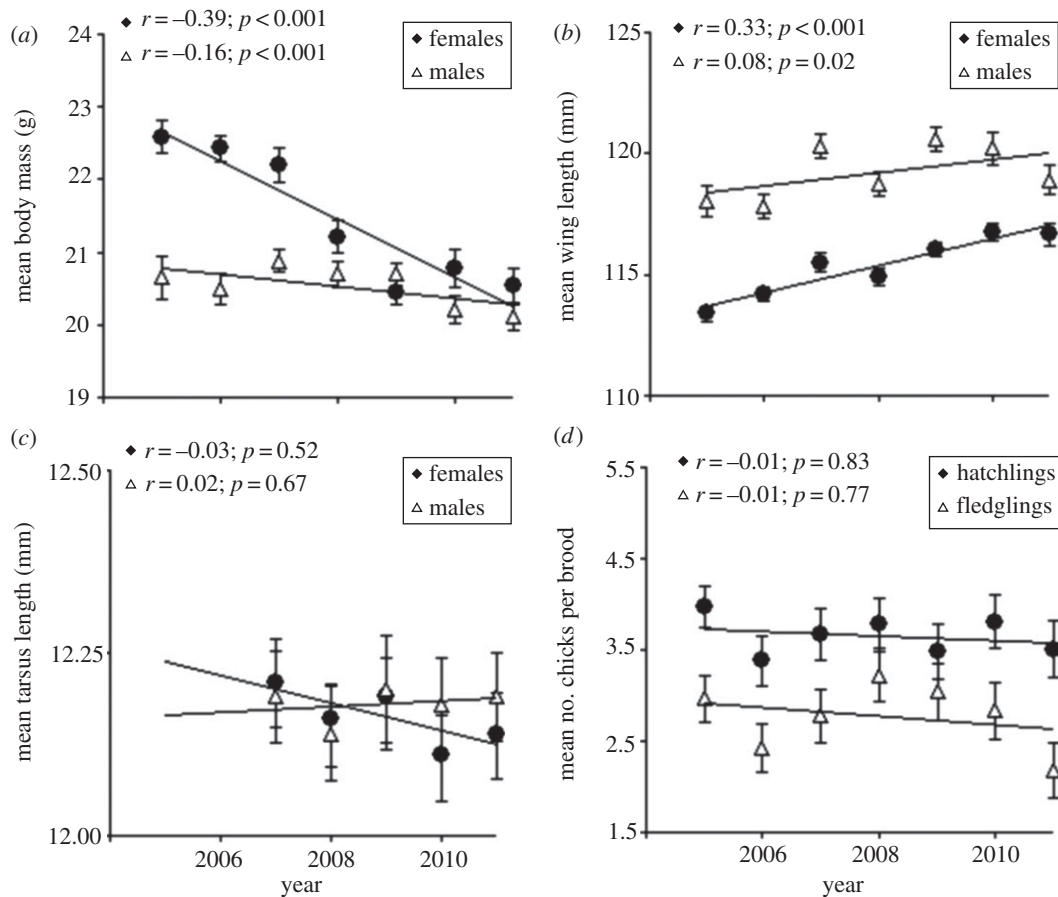 (a)
r = –0.39; p < 0.001
r = –0.16; p < 0.001
females
males
mean body mass (g)
24
23
22
21
20
19
(b)
r = 0.33; p < 0.001
r = 0.08; p = 0.02
females
males
mean wing length (mm)
125
120
115
110
(c)
r = –0.03; p = 0.52
r = 0.02; p = 0.67
females
males
mean tarsus length (mm)
12.50
12.25
12.00
2006 2008 2010
year
(d)
r = –0.01; p = 0.83
r = –0.01; p = 0.77
hatchlings
fledglings
mean no. chicks per brood
5.5
4.5
3.5
2.5
1.5
2006 2008 2010
year